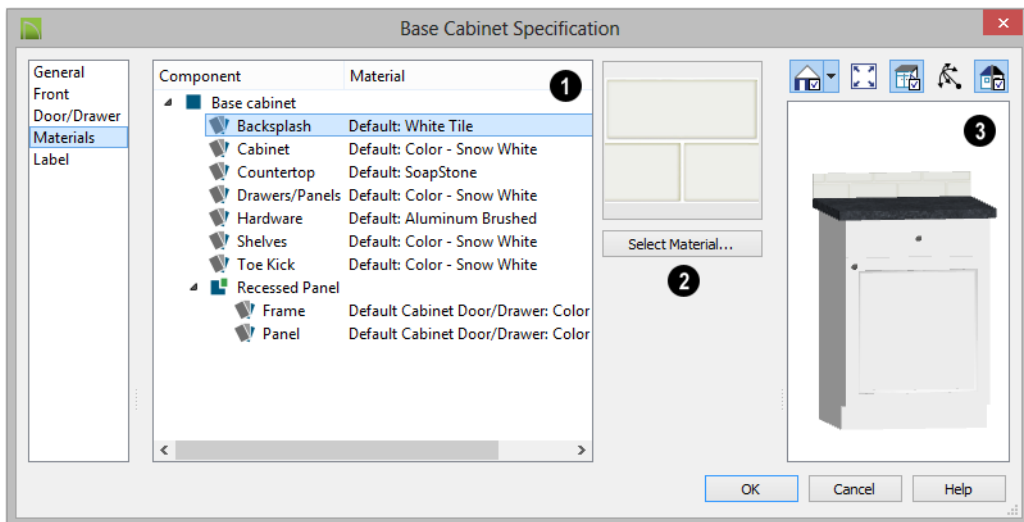 Base Cabinet Specification
General
Front
Door/Drawer
Materials
Label
Component Material 1
Base cabinet
Backsplash Default: White Tile
Cabinet Default: Color - Snow White
Countertop Default: SoapStone
Drawers/Panels Default: Color - Snow White
Hardware Default: Aluminum Brushed
Shelves Default: Color - Snow White
Toe Kick Default: Color - Snow White
Recessed Panel
Frame Default Cabinet Door/Drawer: Color
Panel Default Cabinet Door/Drawer: Color
Select Material...
2
3
OK Cancel Help